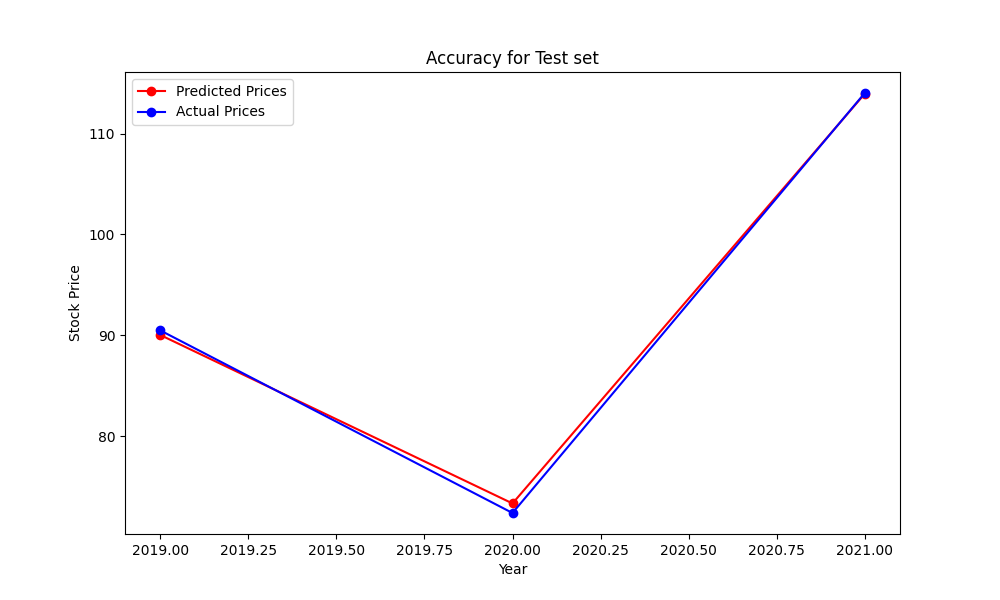 Accuracy for Test set
Predicted Prices
Actual Prices
110
100
90
80
Stock Price
2019.00 2019.25 2019.50 2019.75 2020.00 2020.25 2020.50 2020.75 2021.00
Year